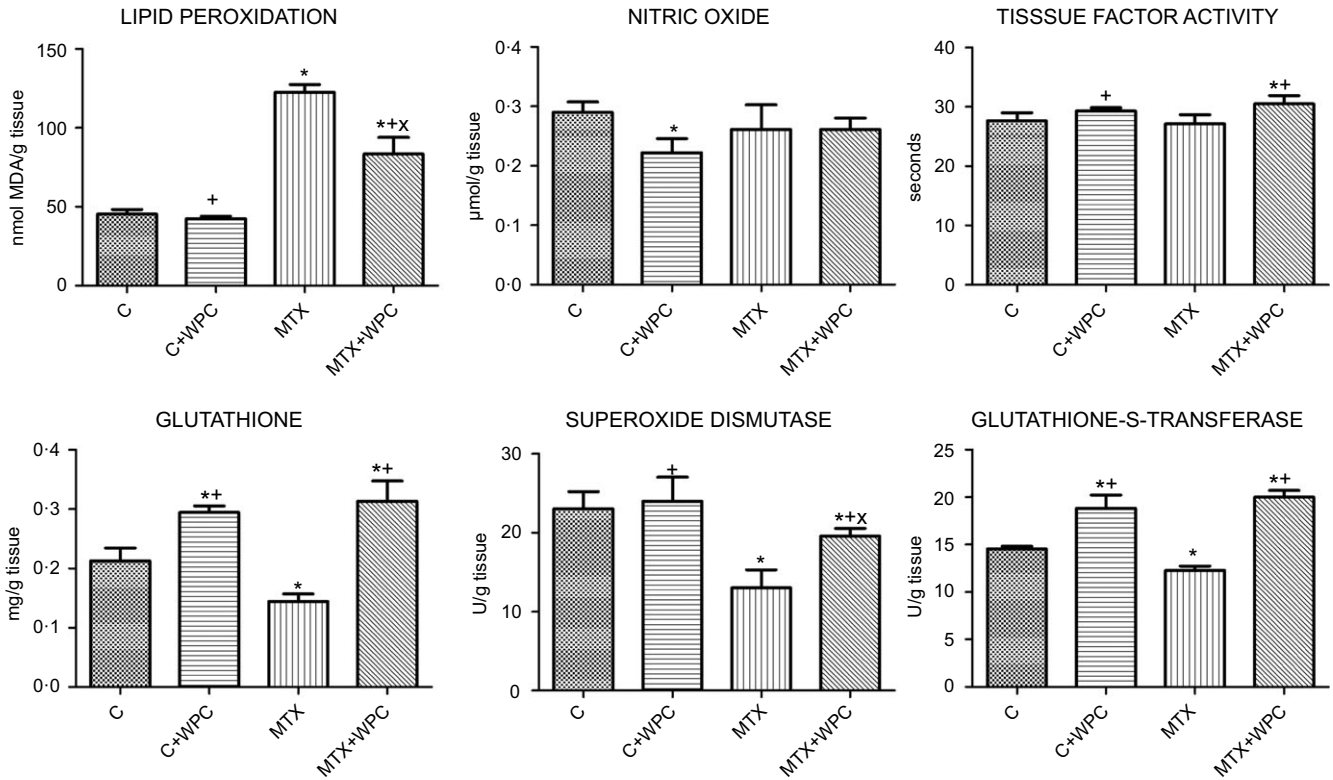 LIPID PEROXIDATION
nmol MDA/g tissue
150
100
50
0
+
*
*+x
C
C+WPC
MTX
MTX+WPC
NITRIC OXIDE
µmol/g tissue
0·4
0·3
0·2
0·1
0·0
*
C
C+WPC
MTX
MTX+WPC
TISSSUE FACTOR ACTIVITY
seconds
40
30
20
10
0
+
*+
C
C+WPC
MTX
MTX+WPC
GLUTATHIONE
mg/g tissue
0·4
0·3
0·2
0·1
0·0
*+
*
*+
C
C+WPC
MTX
MTX+WPC
SUPEROXIDE DISMUTASE
U/g tissue
30
20
10
0
+
*
*+x
C
C+WPC
MTX
MTX+WPC
GLUTATHIONE-S-TRANSFERASE
U/g tissue
25
20
15
10
5
0
*+
*
*+
C
C+WPC
MTX
MTX+WPC